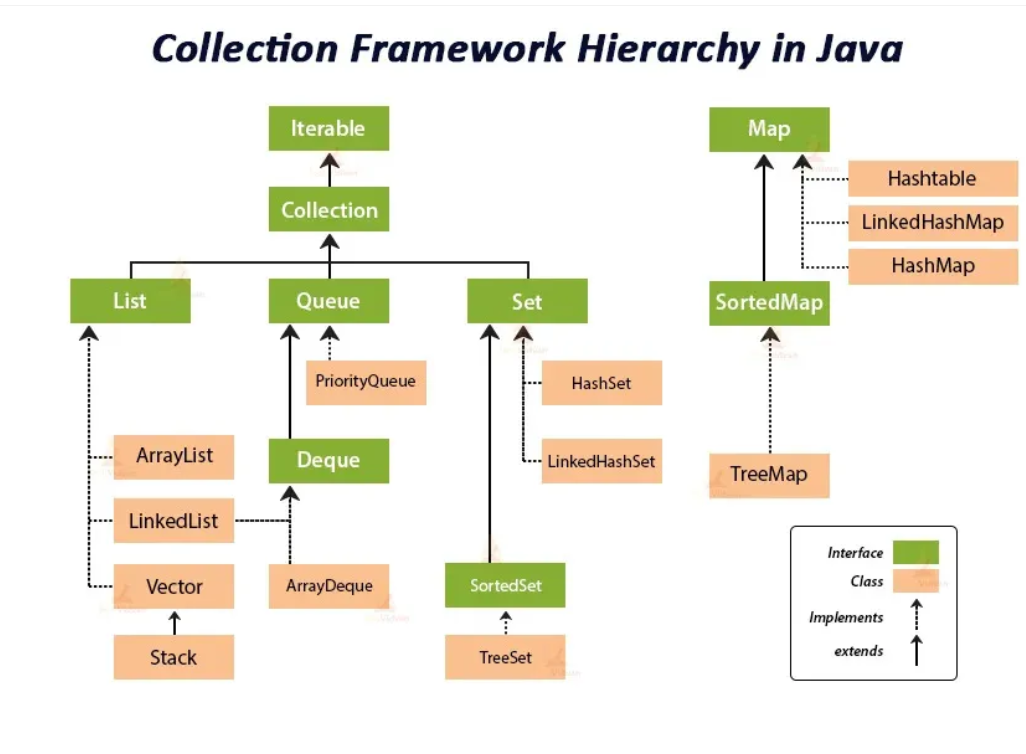 Collection Framework Hierarchy in Java
Iterable
Map
Hashtable
Collection
LinkedHashMap
HashMap
List
Queue
Set
SortedMap
PriorityQueue
HashSet
ArrayList
Deque
LinkedHashSet
TreeMap
LinkedList
Vector
ArrayDeque
SortedSet
Stack
TreeSet
Interface
Class
Implements
extends